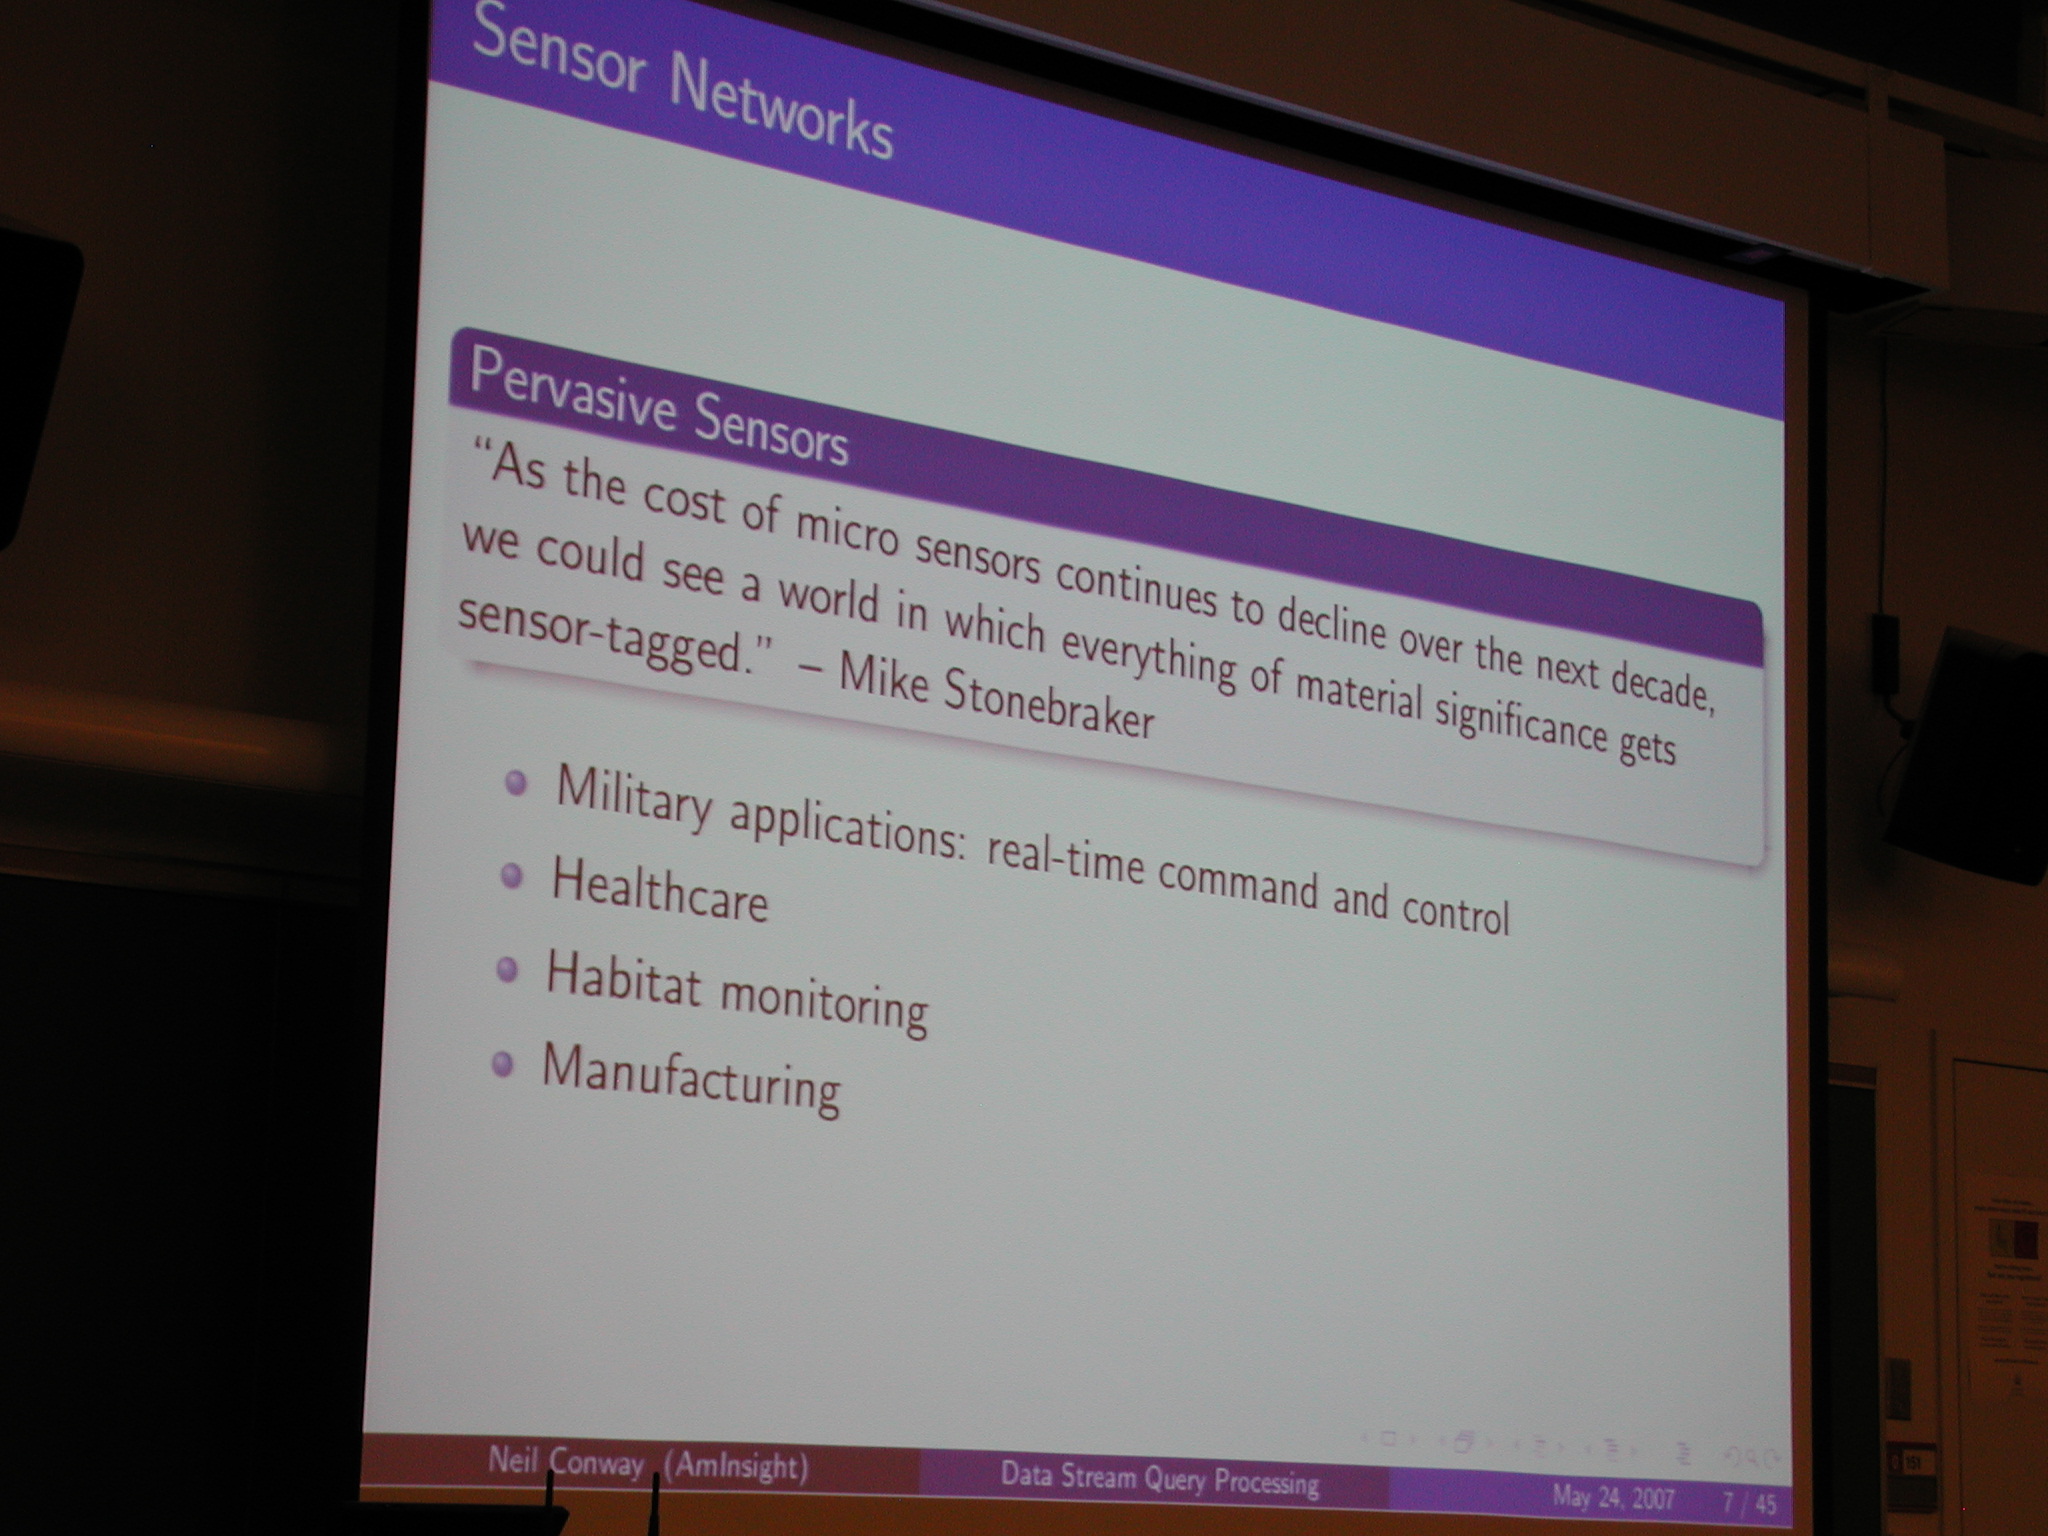 Sensor Networks
Pervasive Sensors
“As the cost of micro sensors continues to decline over the next decade,
we could see a world in which everything of material significance gets
sensor-tagged.” – Mike Stonebraker
Military applications: real-time command and control
Healthcare
Habitat monitoring
Manufacturing
Neil Conway (AmInsight)
Data Stream Query Processing
May 24, 2007
7 / 45
151